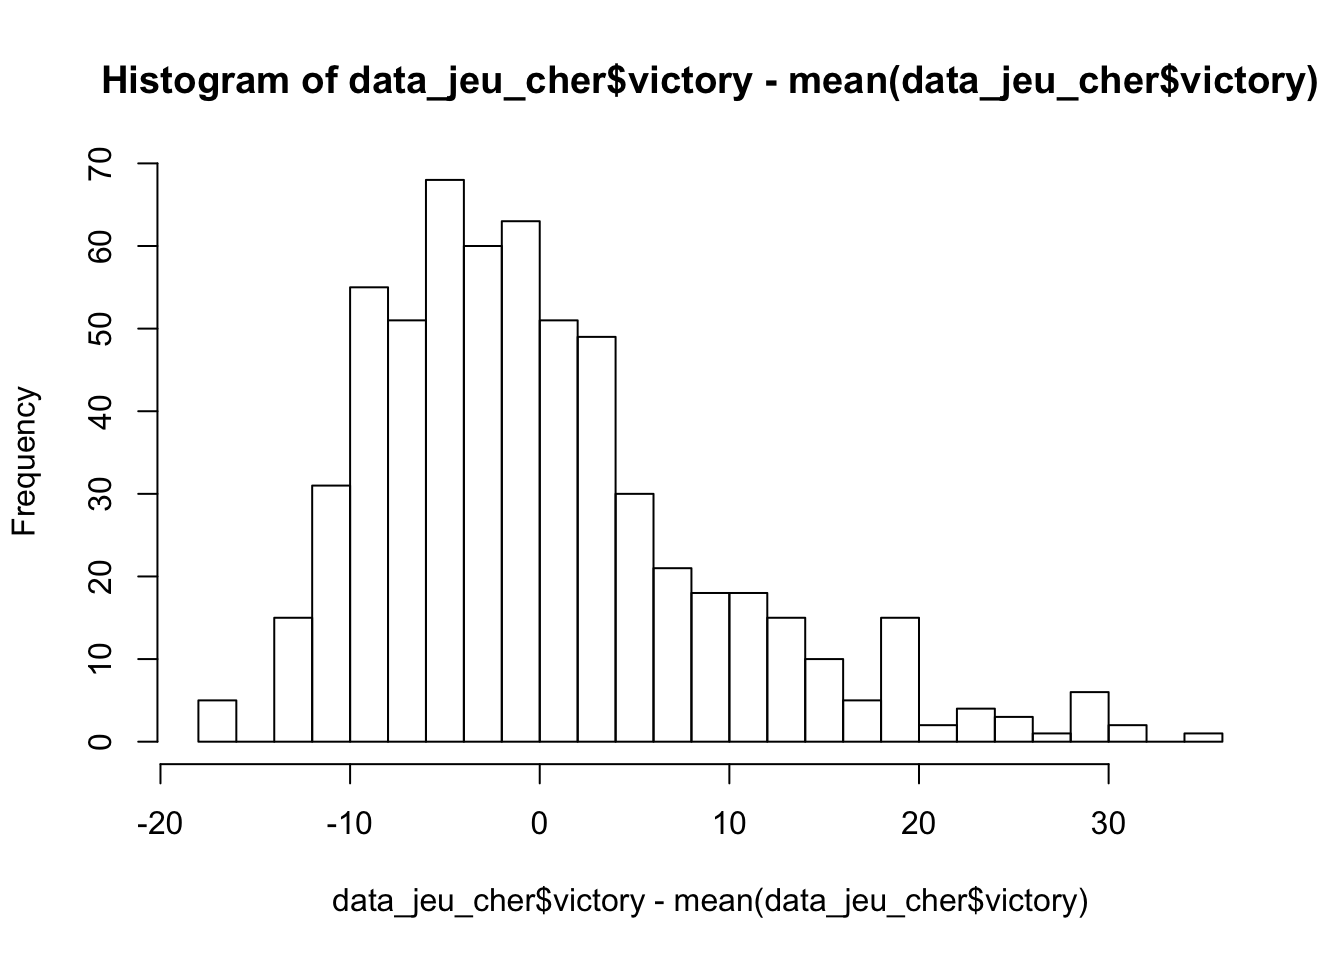 Histogram of data_jeu_cher$victory - mean(data_jeu_cher$victory)
70
60
50
40
30
20
10
0
Frequency
-20 -10 0 10 20 30
data_jeu_cher$victory - mean(data_jeu_cher$victory)